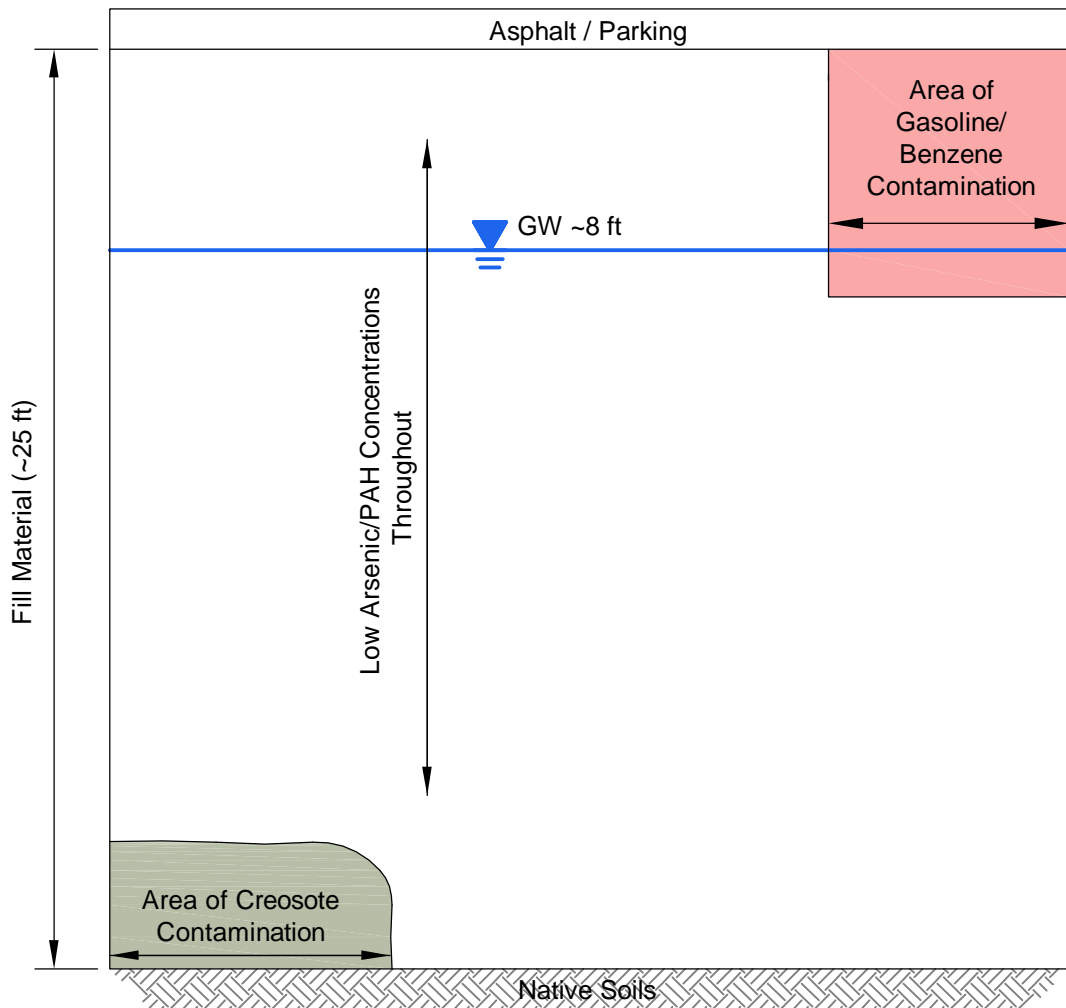 Asphalt / Parking
Area of
Gasoline/
Benzene
Contamination
GW ~8 ft
Low Arsenic/PAH Concentrations
Throughout
Fill Material (~25 ft)
Area of Creosote
Contamination
Native Soils